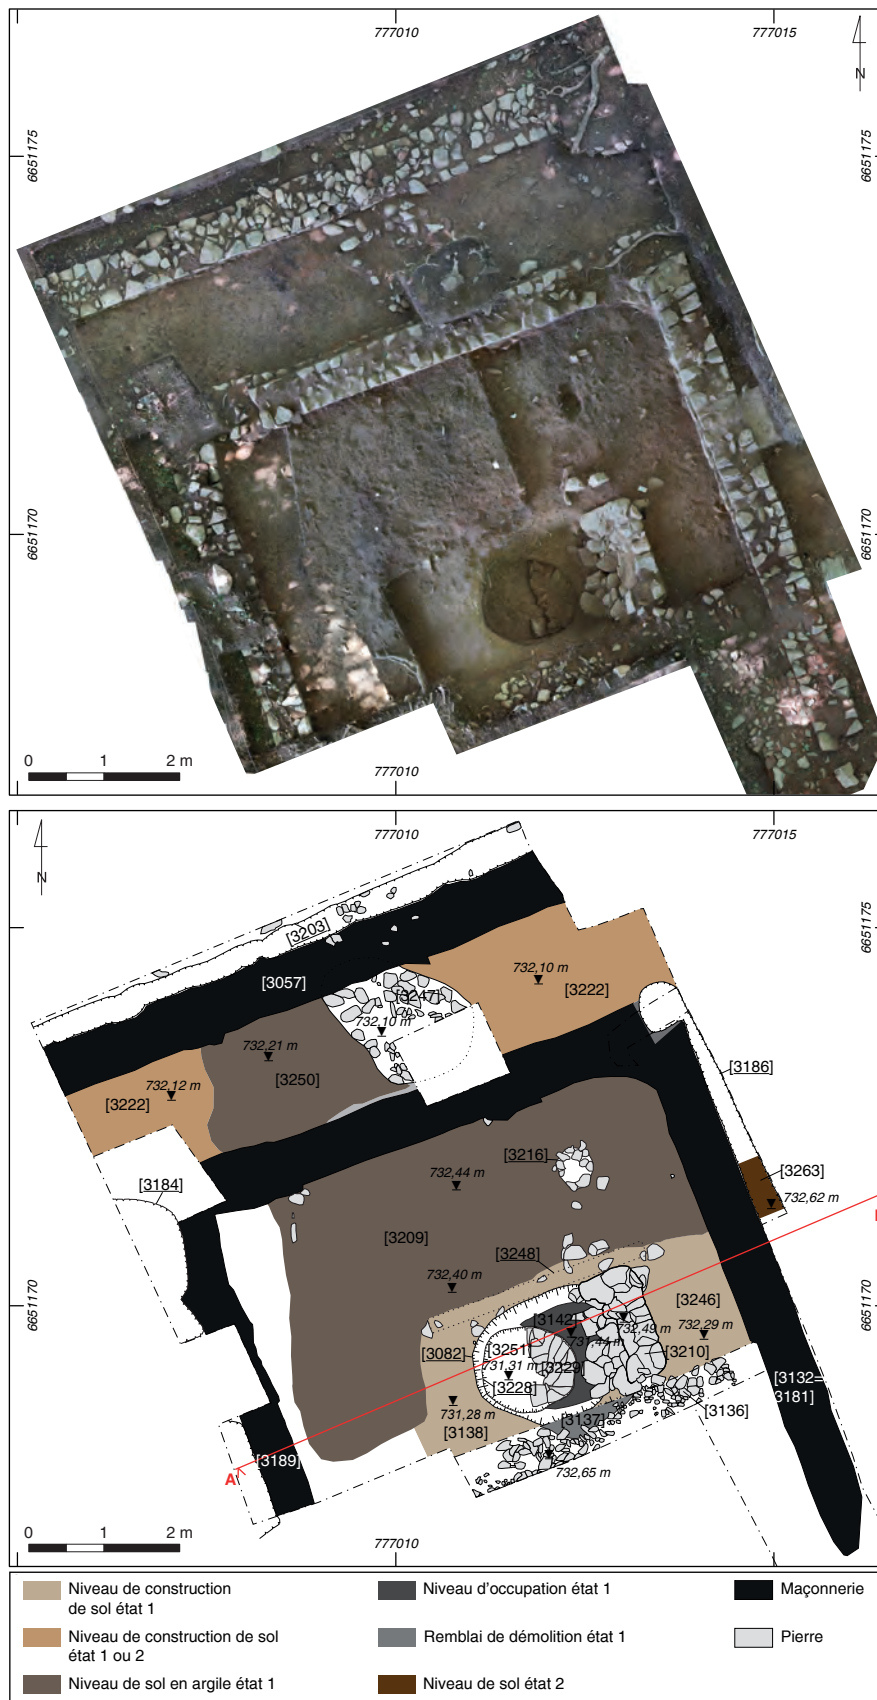 777010
777015
N
6651175
6651175
6651170
6651170
0 1 2 m
777010
777010
777015
N
6651175
[3203]
[3057]
732,10 m
[3222]
[3247]
732,10 m
732,21 m
[3250]
732,12 m
[3222]
[3186]
[3184]
[3216]
[3263]
732,62 m
732,44 m
[3209]
[3248]
732,40 m
6651170
6651170
[3246]
[3142]
732,49 m
732,29 m
[3082]
[3251]
731,44 m
[3210]
[3229]
731,31 m
[3228]
[3132=
3181]
731,28 m
[3137]
[3136]
[3138]
732,65 m
[3189]
A
0 1 2 m
777010
Niveau de construction
de sol état 1
Niveau d'occupation état 1
Maçonnerie
Niveau de construction de sol
état 1 ou 2
Remblai de démolition état 1
Pierre
Niveau de sol en argile état 1
Niveau de sol état 2